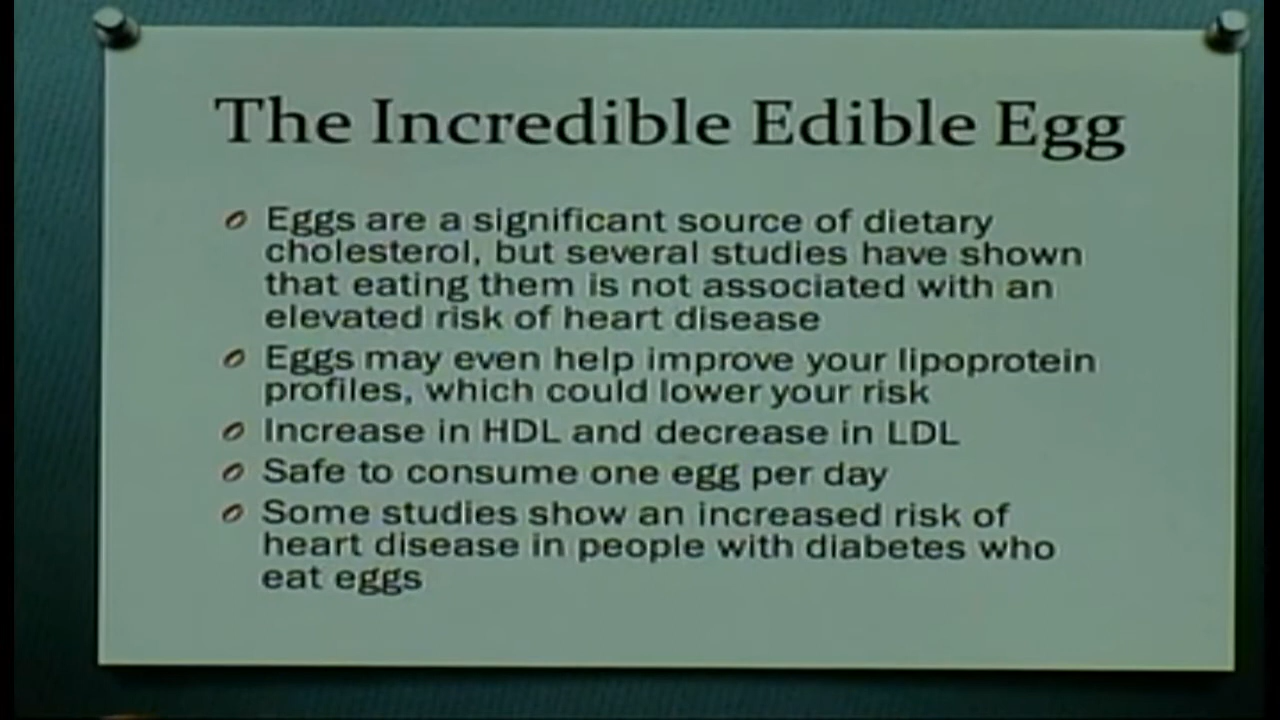 The Incredible Edible Egg
Eggs are a significant source of dietary
cholesterol, but several studies have shown
that eating them is not associated with an
elevated risk of heart disease
Eggs may even help improve your lipoprotein
profiles, which could lower your risk
Increase in HDL and decrease in LDL
Safe to consume one egg per day
Some studies show an increased risk of
heart disease in people with diabetes who
eat eggs